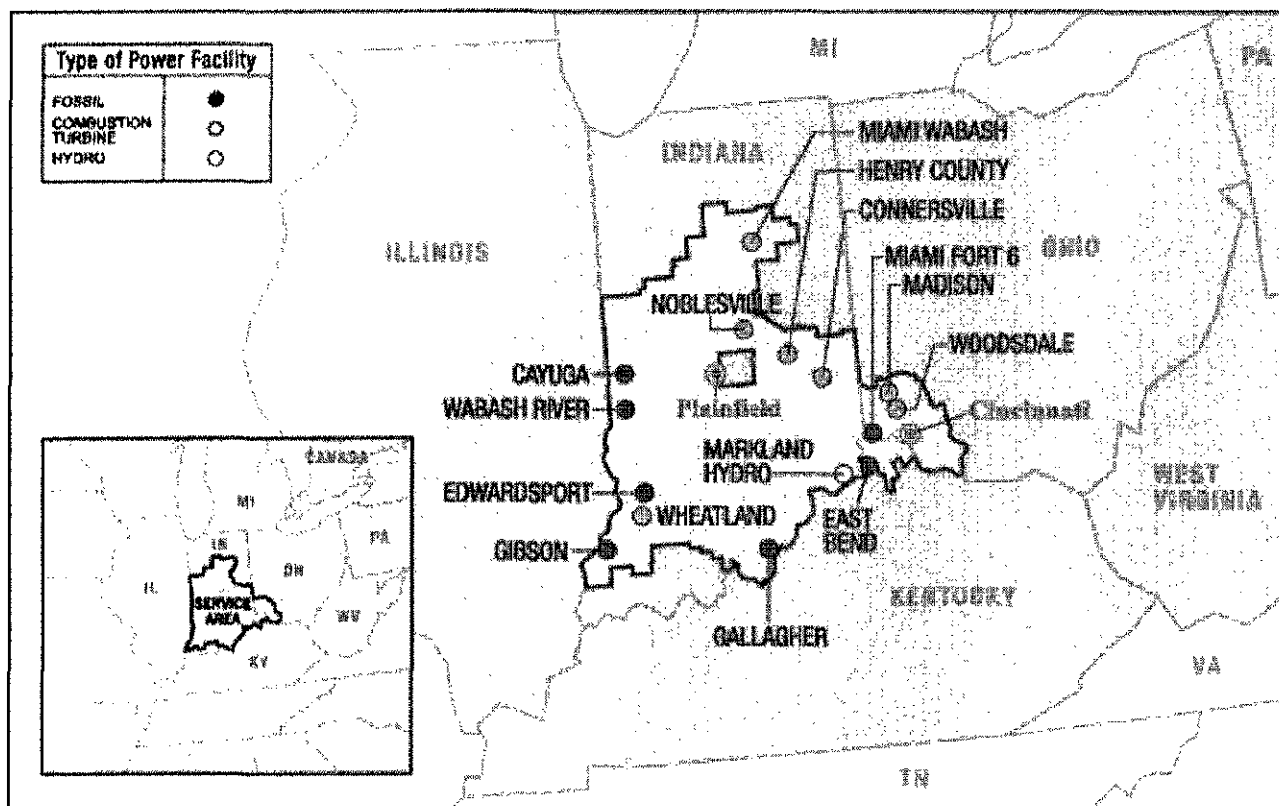 Type of Power Facility
FOSSIL
COMBUSTION
TURBINE
HYDRO
MI
PA
INDIANA
MIAMI WABASH
HENRY COUNTY
CONNERSVILLE
ILLINOIS
OHIO
MIAMI FORT 6
MADISON
NOBLESVILLE
WOODSDALE
CAYUGA
WABASH RIVER
Plainfield
Cincinnati
MARKLAND
HYDRO
EDWARDSPORT
WHEATLAND
EAST
BEND
WEST
VIRGINIA
GIBSON
KENTUCKY
GALLAGHER
VA
TN
CANADA
MI
PA
IN
OH
IL
SERVICE
AREA
WV
KY